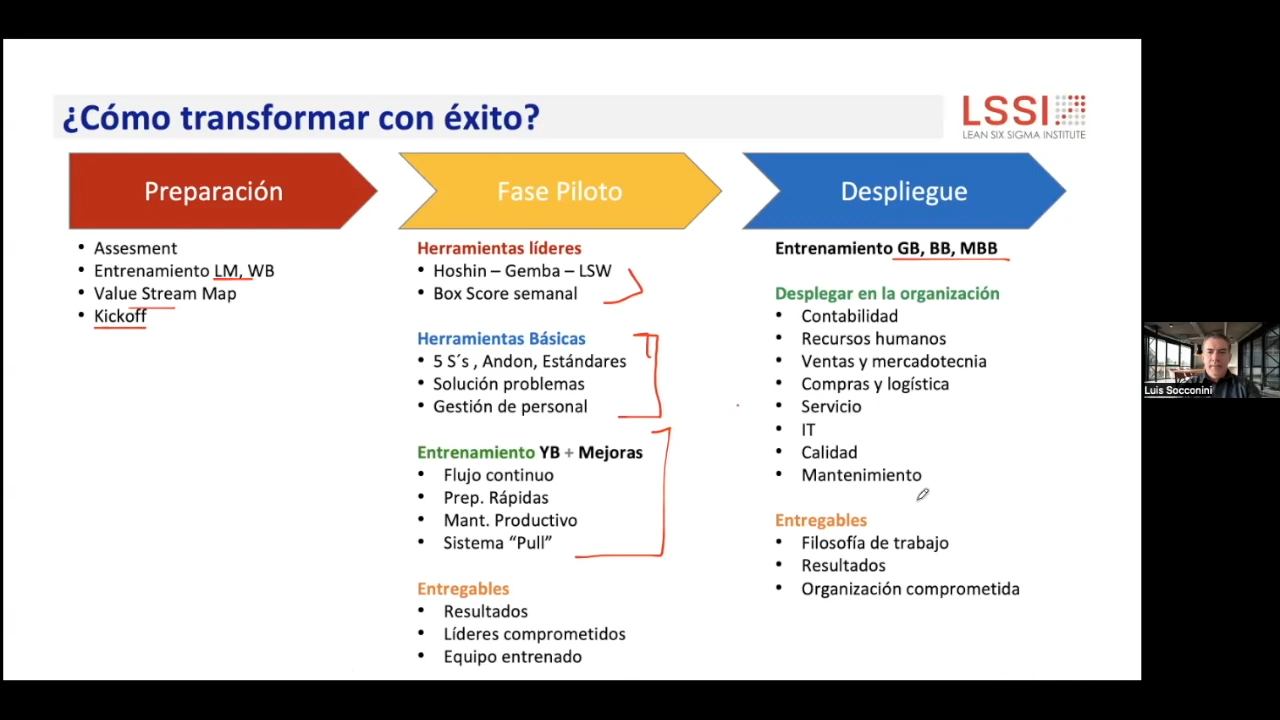 ¿Cómo transformar con éxito?
LSSI
LEAN SIX SIGMA INSTITUTE
Preparación
• Assesment
• Entrenamiento LM, WB
• Value Stream Map
• Kickoff
Fase Piloto
Herramientas líderes
• Hoshin – Gemba – LSW
• Box Score semanal
Herramientas Básicas
• 5 S´s , Andon, Estándares
• Solución problemas
• Gestión de personal
Entrenamiento YB + Mejoras
• Flujo continuo
• Prep. Rápidas
• Mant. Productivo
• Sistema “Pull”
Entregables
• Resultados
• Líderes comprometidos
• Equipo entrenado
Despliegue
Entrenamiento GB, BB, MBB
Desplegar en la organización
• Contabilidad
• Recursos humanos
• Ventas y mercadotecnia
• Compras y logística
• Servicio
• IT
• Calidad
• Mantenimiento
Entregables
• Filosofía de trabajo
• Resultados
• Organización comprometida
Luis Socconini